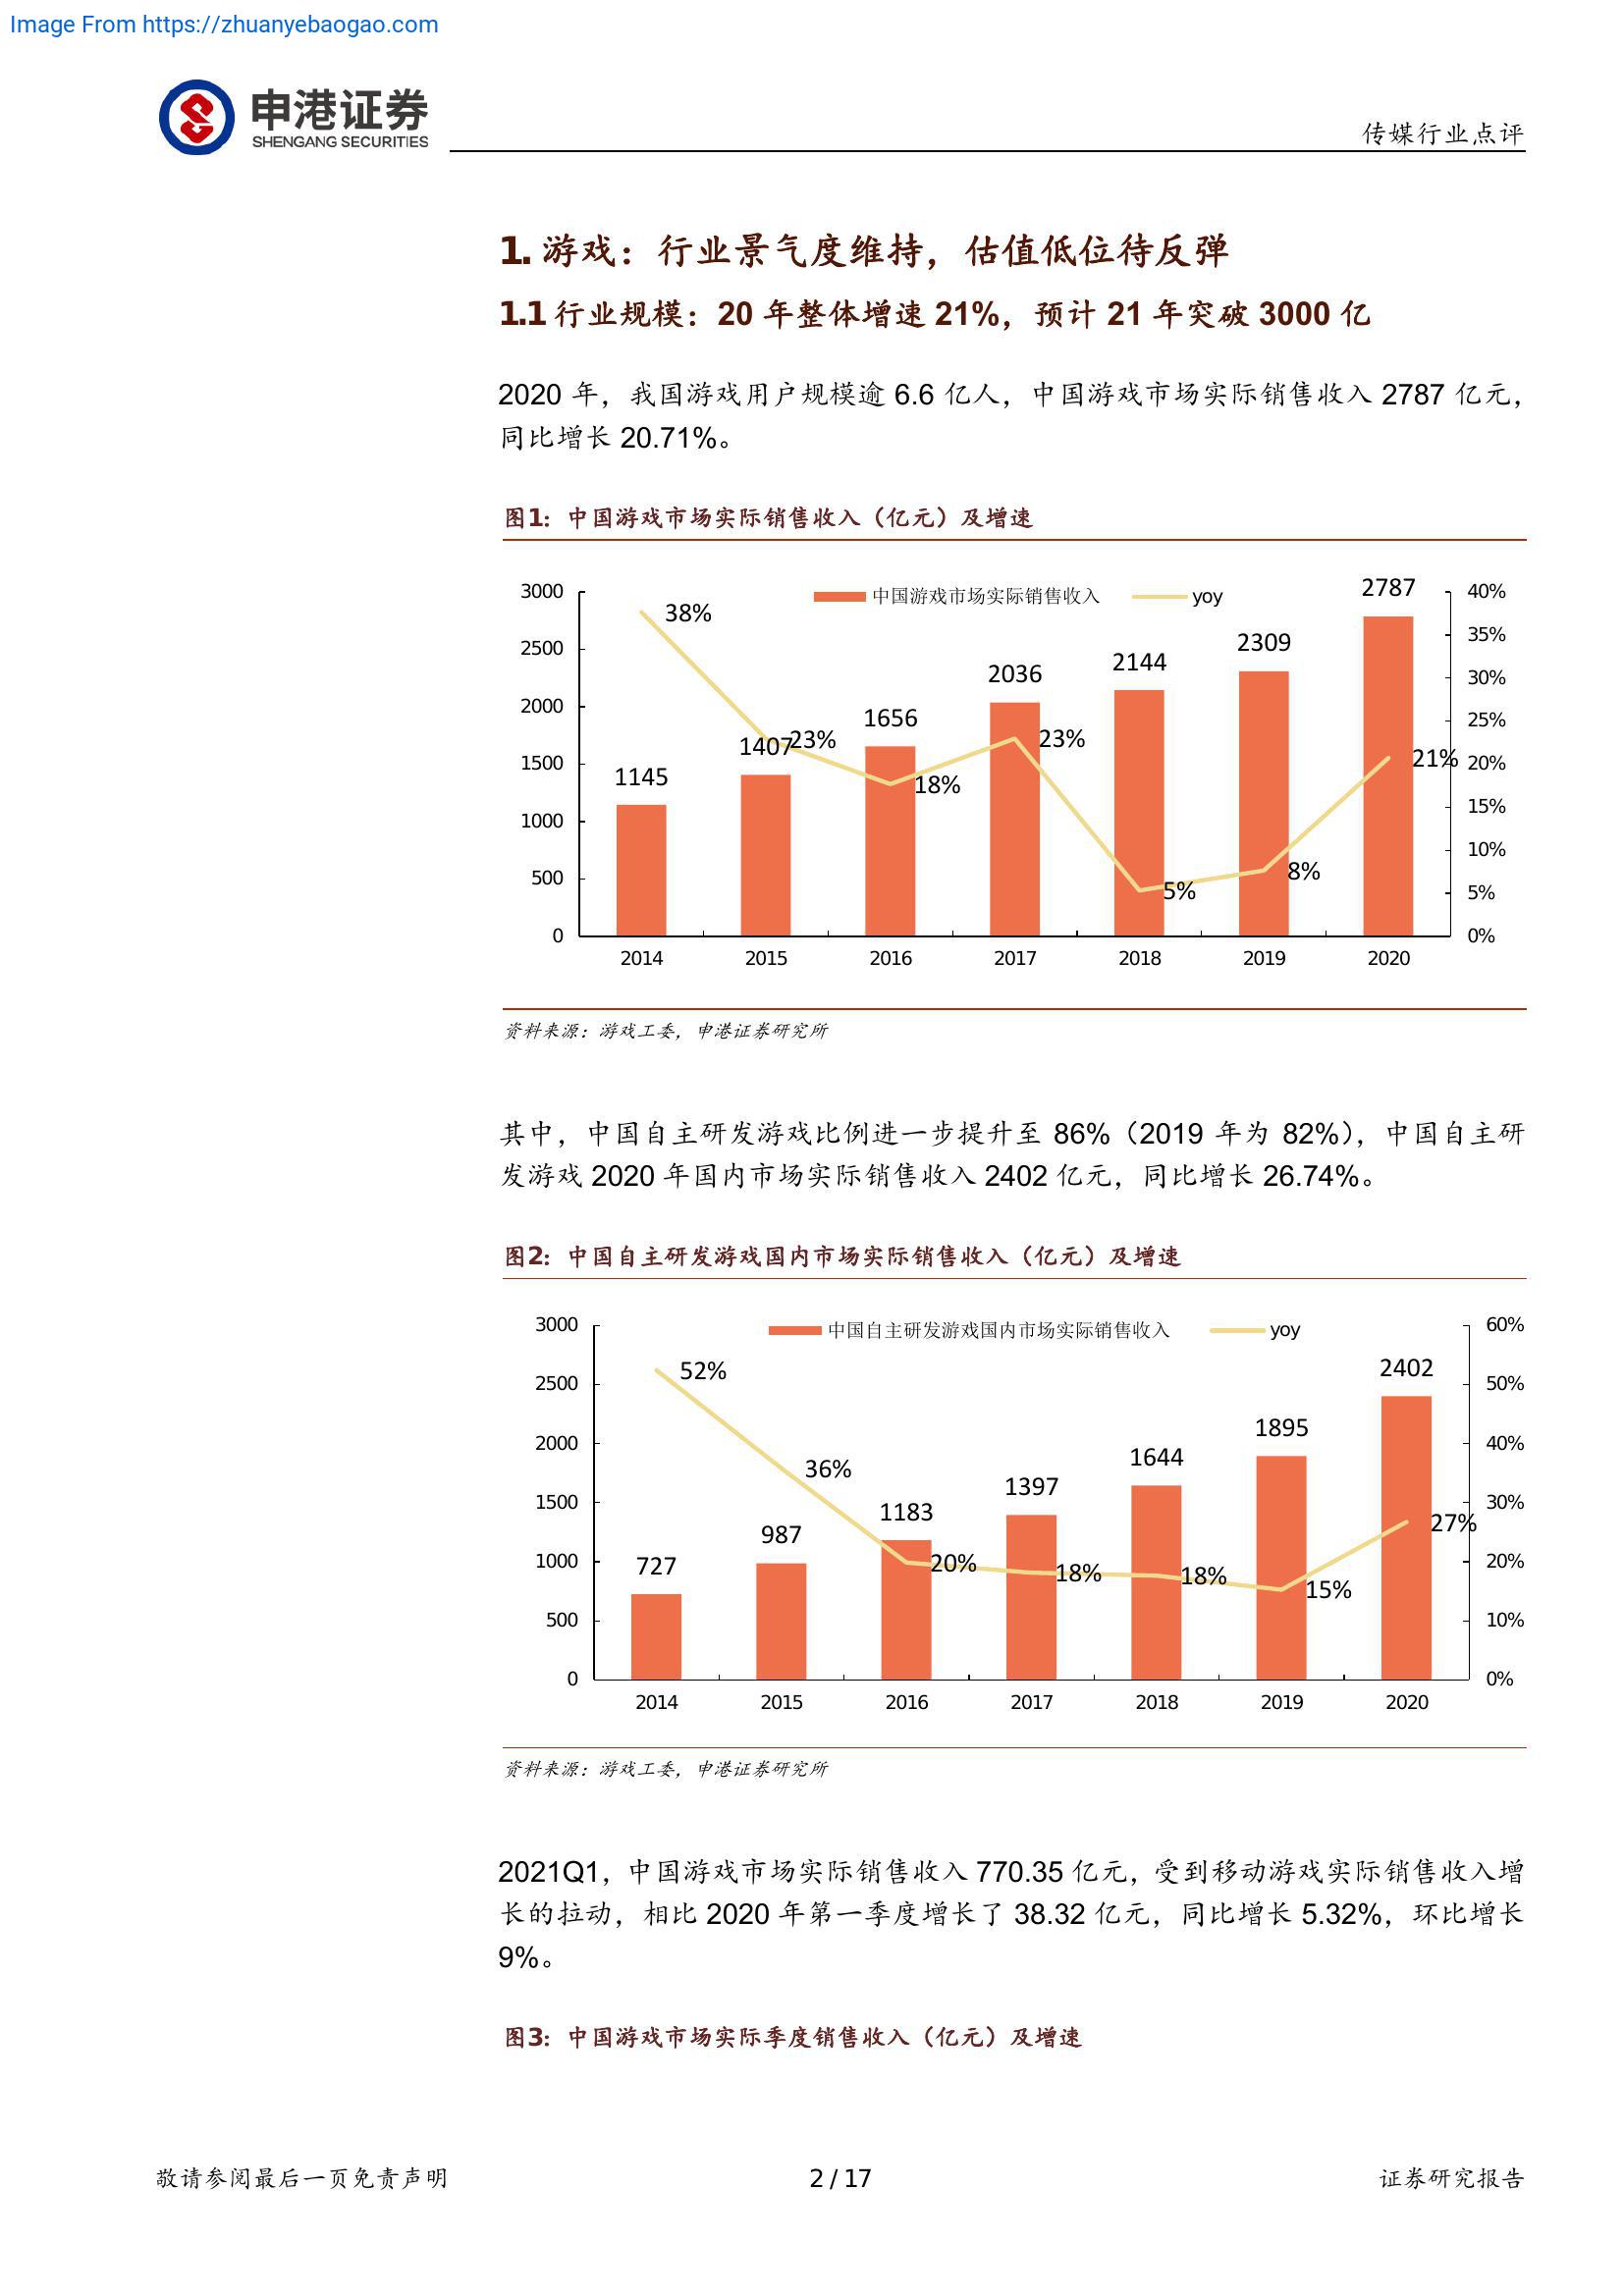 Image From https://zhuanyebaogao.com
申港证券
SHENGANG SECURITIES
传媒行业点评
1. 游戏：行业景气度维持，估值低位待反弹
1.1 行业规模：20 年整体增速 21%，预计 21 年突破 3000 亿
2020 年，我国游戏用户规模逾 6.6 亿人，中国游戏市场实际销售收入 2787 亿元，
同比增长 20.71%。
图1：中国游戏市场实际销售收入（亿元）及增速
中国游戏市场实际销售收入 yoy
3000
2500
2000
1500
1000
500
0
40%
35%
30%
25%
20%
15%
10%
5%
0%
1145 1407 1656 2036 2144 2309 2787
38% 23% 18% 23% 5% 8% 21%
2014 2015 2016 2017 2018 2019 2020
资料来源：游戏工委，申港证券研究所
其中，中国自主研发游戏比例进一步提升至 86%（2019 年为 82%），中国自主研
发游戏 2020 年国内市场实际销售收入 2402 亿元，同比增长 26.74%。
图2：中国自主研发游戏国内市场实际销售收入（亿元）及增速
中国自主研发游戏国内市场实际销售收入 yoy
3000
2500
2000
1500
1000
500
0
60%
50%
40%
30%
20%
10%
0%
727 987 1183 1397 1644 1895 2402
52% 36% 20% 18% 18% 15% 27%
2014 2015 2016 2017 2018 2019 2020
资料来源：游戏工委，申港证券研究所
2021Q1，中国游戏市场实际销售收入 770.35 亿元，受到移动游戏实际销售收入增
长的拉动，相比 2020 年第一季度增长了 38.32 亿元，同比增长 5.32%，环比增长
9%。
图3：中国游戏市场实际季度销售收入（亿元）及增速
敬请参阅最后一页免责声明
2 / 17
证券研究报告